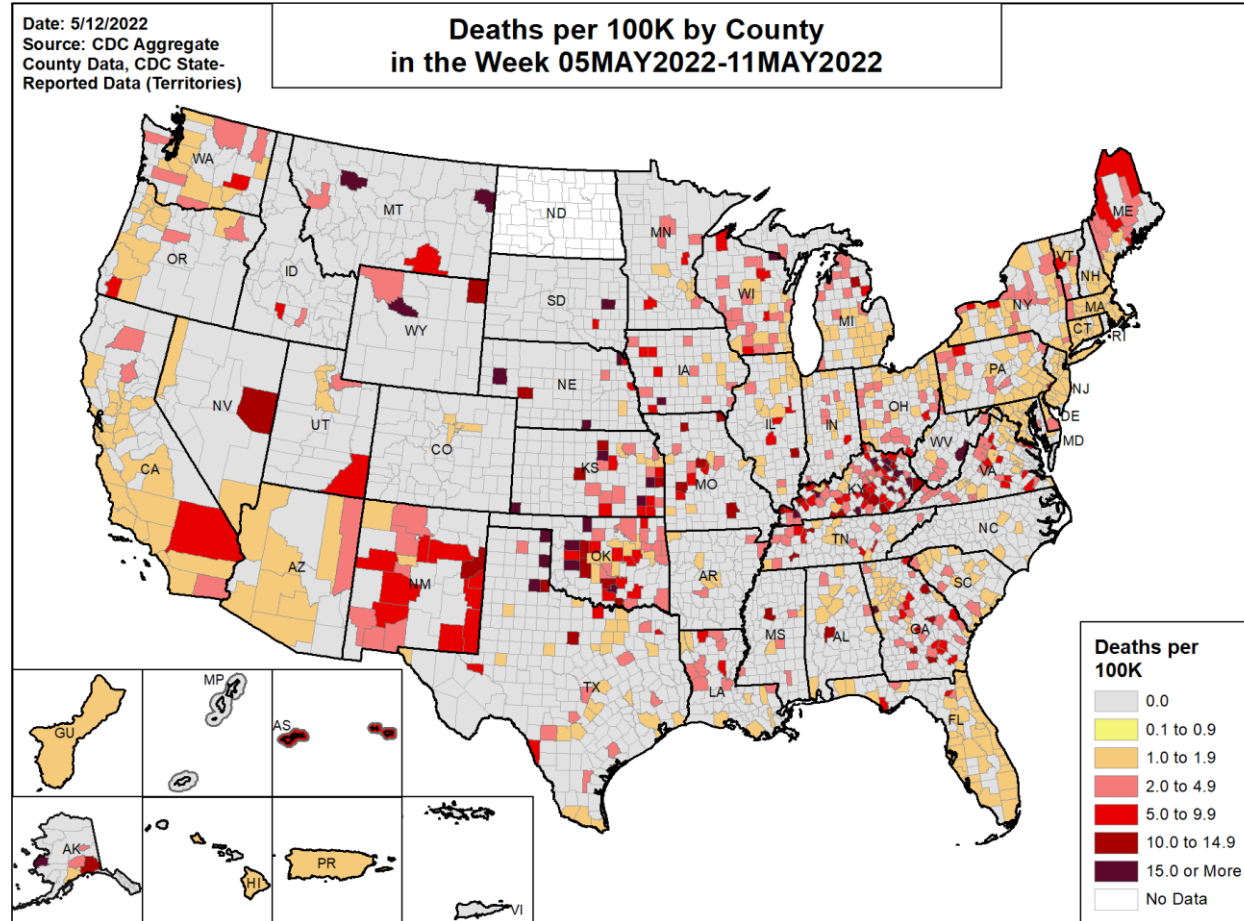 Date: 5/12/2022
Source: CDC Aggregate
County Data, CDC State-
Reported Data (Territories)
Deaths per 100K by County
in the Week 05MAY2022-11MAY2022
WA
MT
ND
MN
ME
OR
ID
SD
WI
MI
VT
NH
NY
MA
CT
RI
WY
NE
IA
PA
NJ
NV
UT
CO
IL
IN
OH
DE
MD
WV
VA
CA
KS
MO
KY
AZ
NM
OK
AR
TN
NC
SC
MS
AL
GA
TX
LA
FL
GU
MP
AS
AK
HI
PR
VI
Deaths per
100K
0.0
0.1 to 0.9
1.0 to 1.9
2.0 to 4.9
5.0 to 9.9
10.0 to 14.9
15.0 or More
No Data